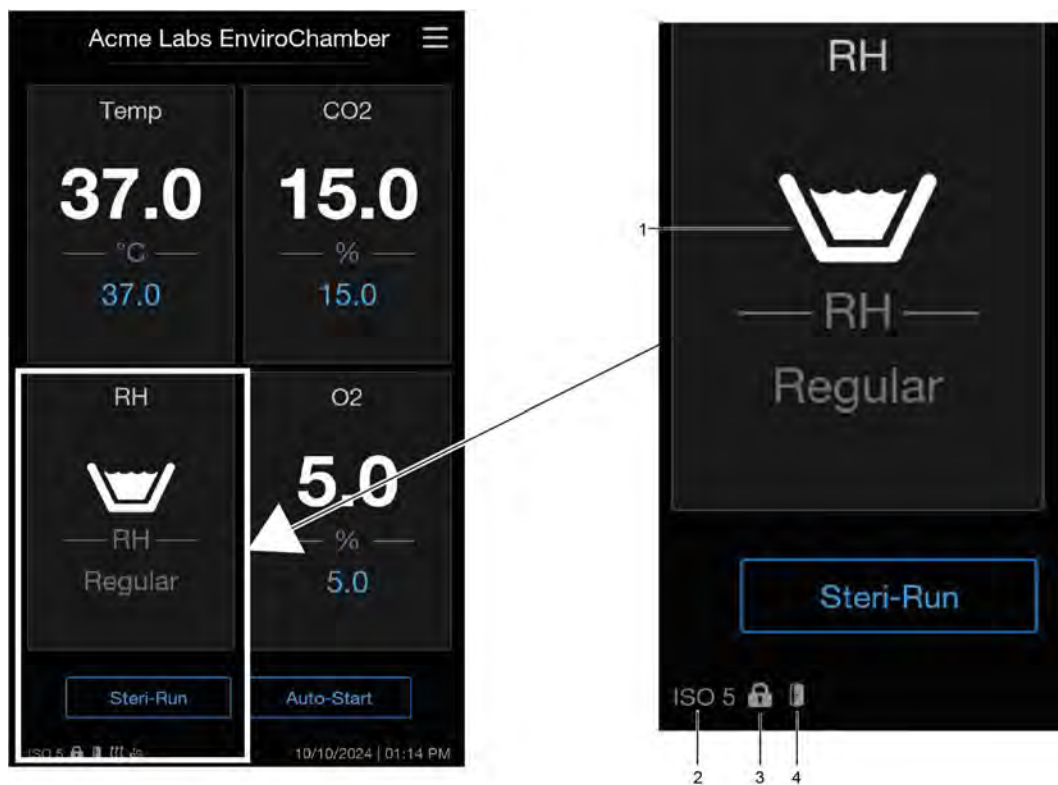 Acme Labs EnviroChamber
Temp
CO2
37.0
15.0
°C
%
37.0
15.0
RH
O2
5.0
RH
%
Regular
5.0
Steri-Run
Auto-Start
ISO 5
10/10/2024 | 01:14 PM
RH
1
RH
Regular
Steri-Run
ISO 5
2
3
4